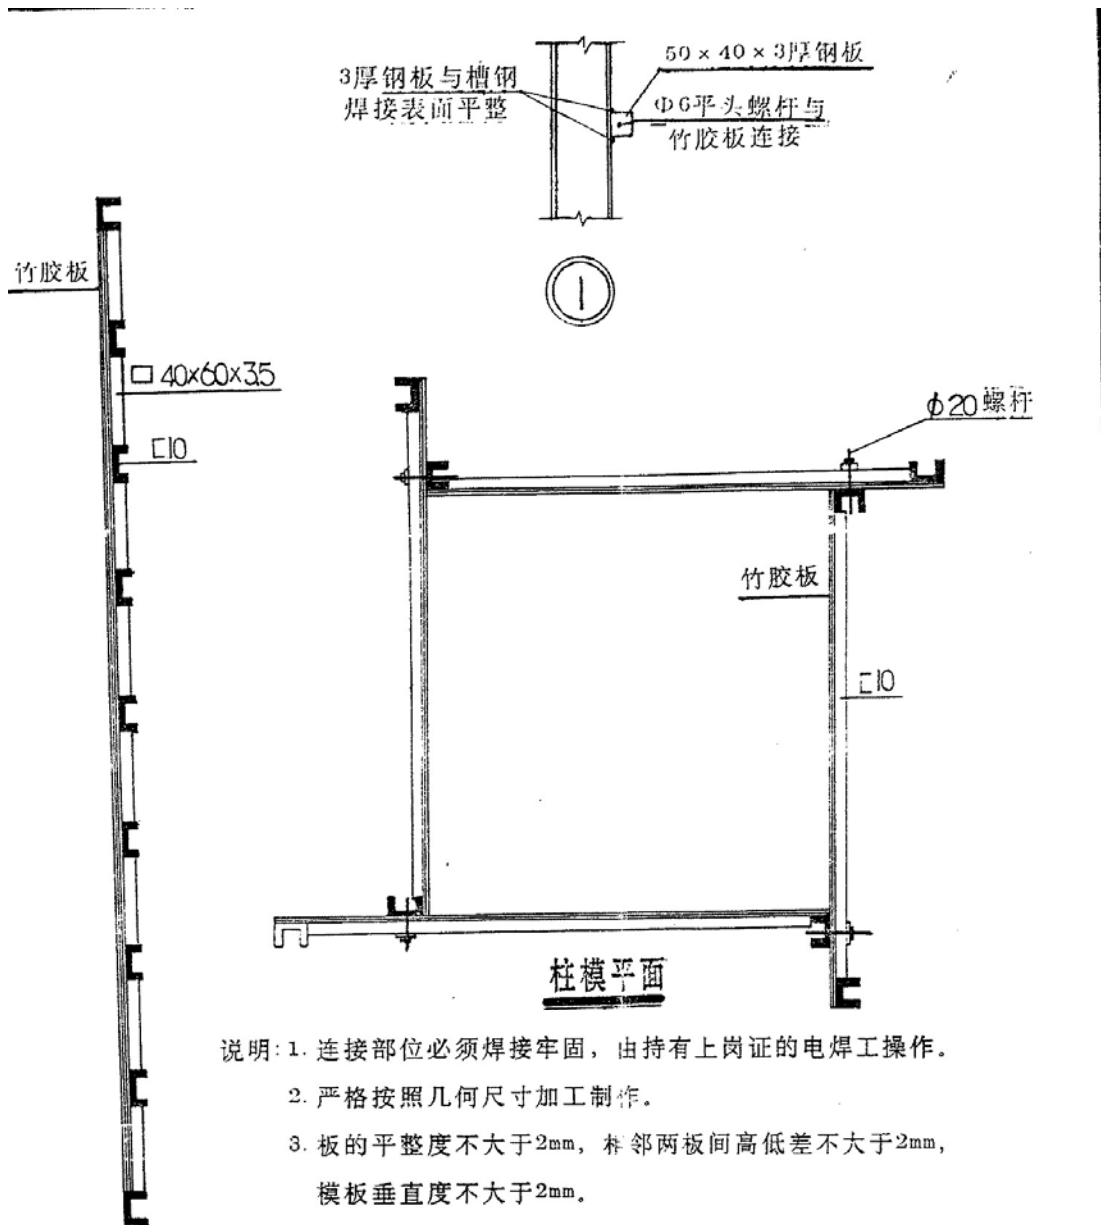 50×40×3厚钢板
3厚钢板与槽钢
焊接表面平整
Φ6平头螺杆与
竹胶板连接
竹胶板
1
□ 40x60x3.5
[10
ϕ20螺杆
竹胶板
[10
柱模平面
说明:1. 连接部位必须焊接牢固，由持有上岗证的电焊工操作。
2. 严格按照几何尺寸加工制作。
3. 板的平整度不大于2mm，相邻两板间高低差不大于2mm，
模板垂直度不大于2mm。